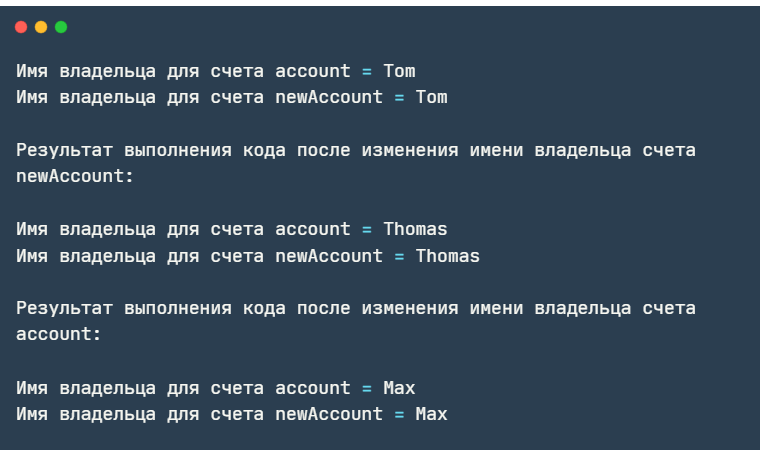 Имя владельца для счета account = Tom
Имя владельца для счета newAccount = Tom
Результат выполнения кода после изменения имени владельца счета
newAccount:
Имя владельца для счета account = Thomas
Имя владельца для счета newAccount = Thomas
Результат выполнения кода после изменения имени владельца счета
account:
Имя владельца для счета account = Max
Имя владельца для счета newAccount = Max